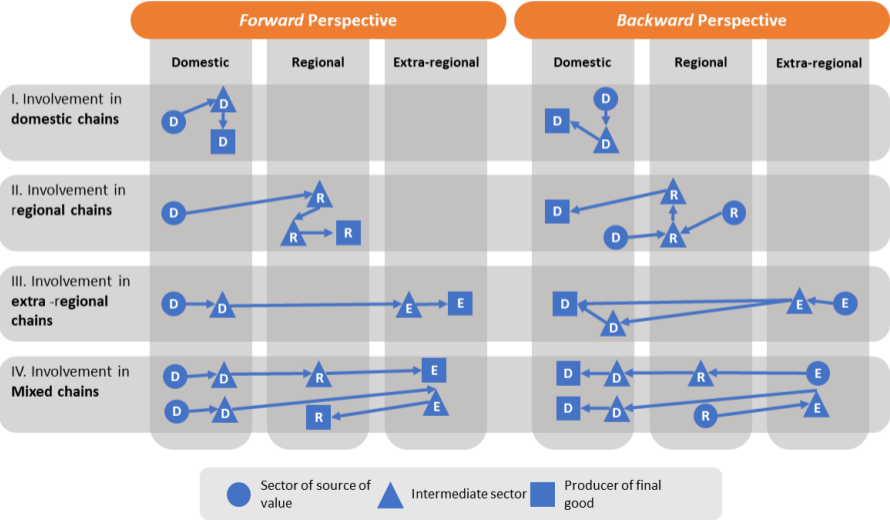 Forward Perspective
Backward Perspective
Domestic
Regional
Extra-regional
Domestic
Regional
Extra-regional
I. Involvement in
domestic chains
D
D
D
D
D
D
II. Involvement in
regional chains
D
R
R
R
D
R
D
R
R
III. Involvement in
extra -regional
chains
D
D
E
E
D
D
E
E
IV. Involvement in
Mixed chains
D
D
R
E
D
D
R
E
D
D
R
E
D
D
R
E
Sector of source of
value
Intermediate sector
Producer of final
good